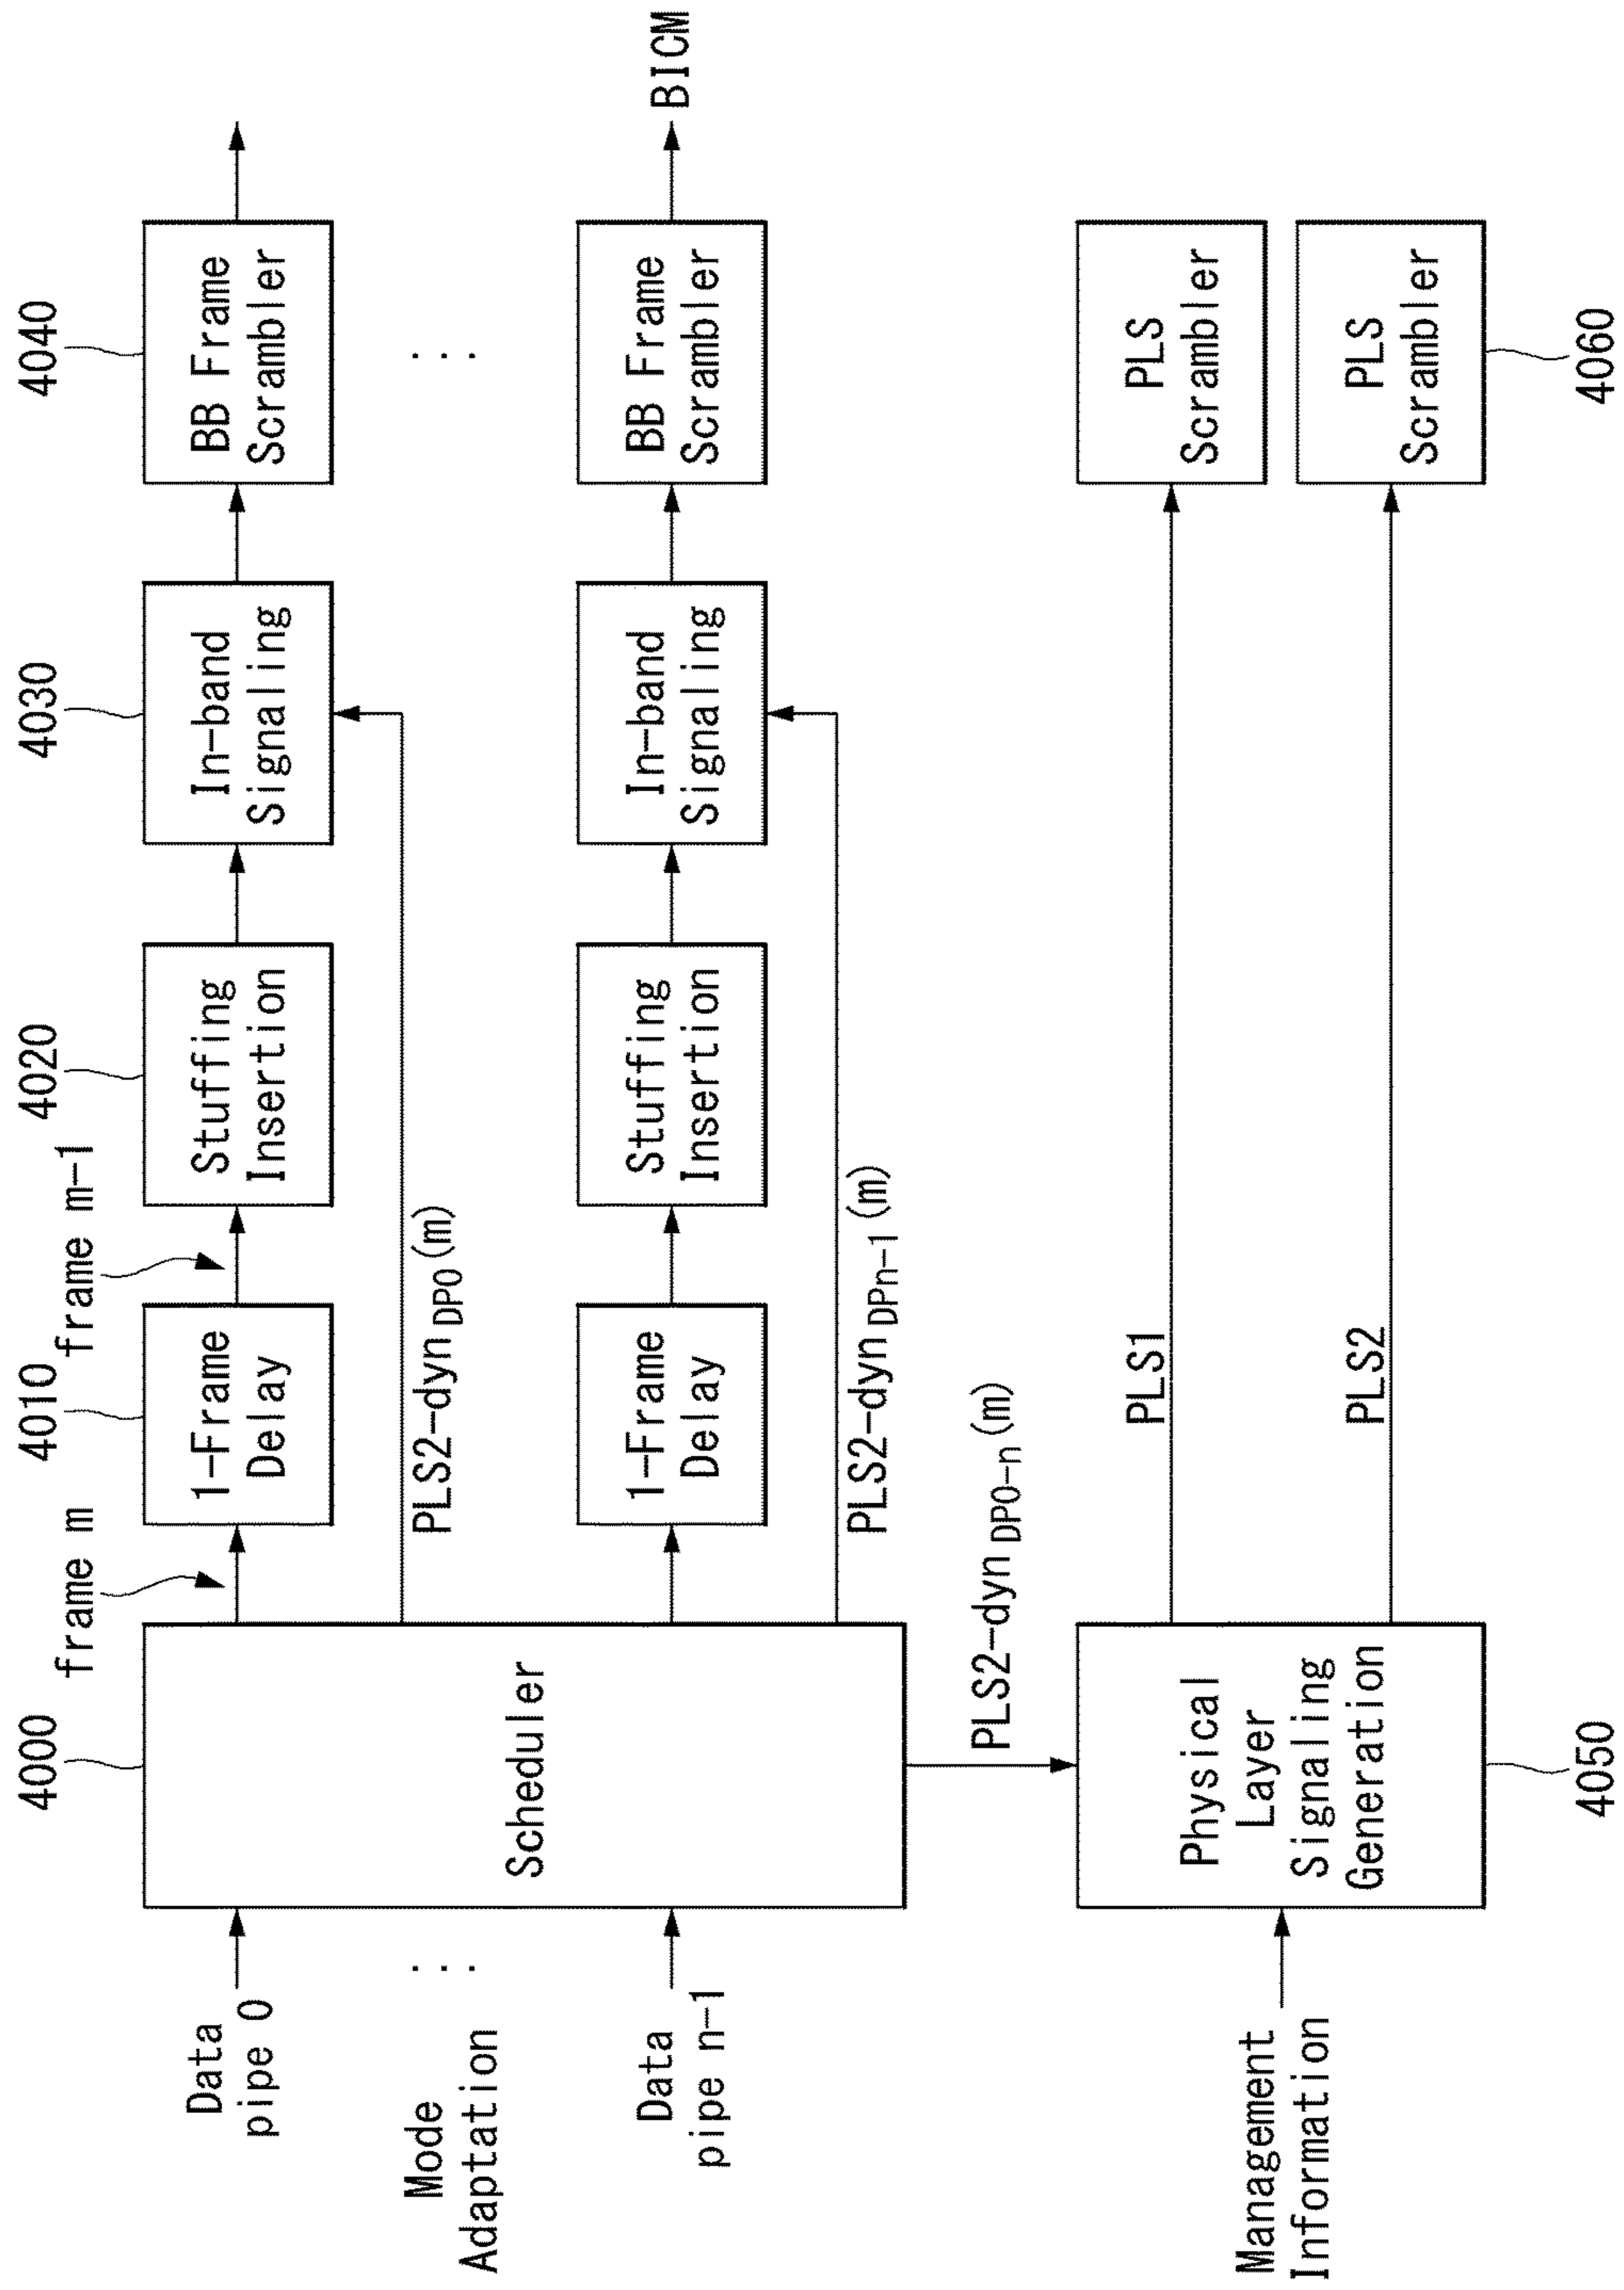 4000
4010
4020
4030
4040
frame m
frame m-1
Data
pipe 0
Scheduler
1-Frame
Delay
Stuffing
Insertion
In-band
Signaling
BB Frame
Scrambler
PLS2-dyn DP0 (m)
Mode
Adaptation
...
...
Data
pipe n-1
1-Frame
Delay
Stuffing
Insertion
In-band
Signaling
BB Frame
Scrambler
BICM
PLS2-dyn DPn-1 (m)
PLS2-dyn DP0-n (m)
Management
Information
Physical
Layer
Signaling
Generation
PLS1
PLS
Scrambler
PLS2
PLS
Scrambler
4050
4060